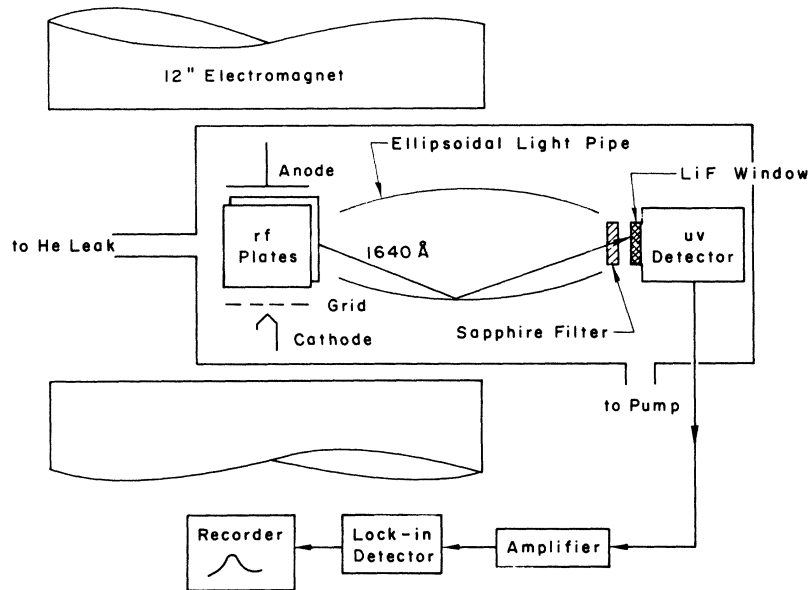 12" Electromagnet
Ellipsoidal Light Pipe
Anode
LiF Window
rf
Plates
1640 Å
uv
Detector
to He Leak
Grid
Cathode
Sapphire Filter
to Pump
Recorder
Lock-in
Detector
Amplifier